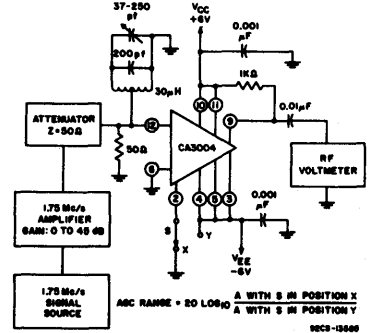 37-250
pf
200pf
30μH
VCC
+6V
0.001
μF
1KΩ
0.01μF
ATTENUATOR
Z=50Ω
50Ω
12
6
10
11
9
CA3004
2
4
5
3
RF
VOLTMETER
1.75 Mc/s
AMPLIFIER
GAIN: 0 TO 45 dB
S
X
Y
0.001
μF
VEE
-6V
1.75 Mc/s
SIGNAL
SOURCE
AGC RANGE = 20 LOG10 A WITH S IN POSITION X
A WITH S IN POSITION Y
92CS-13585